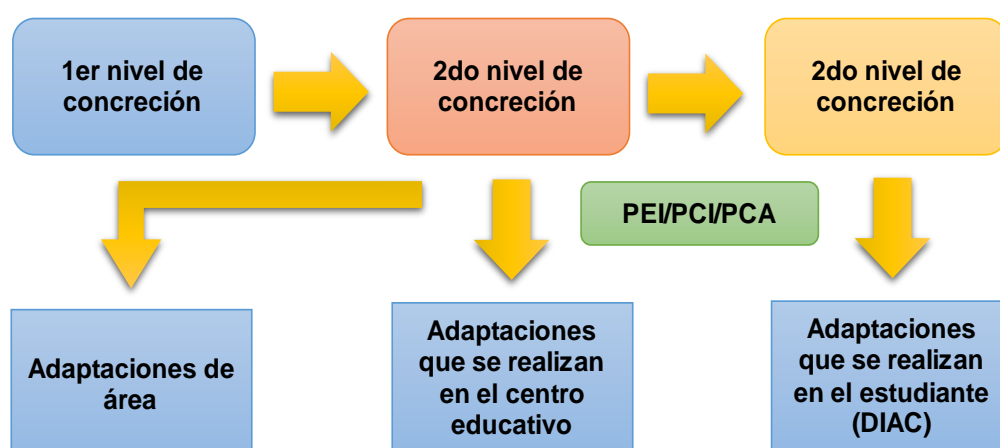 1er nivel de
concreción
2do nivel de
concreción
2do nivel de
concreción
PEI/PCI/PCA
Adaptaciones de
área
Adaptaciones
que se realizan
en el centro
educativo
Adaptaciones
que se realizan
en el estudiante
(DIAC)